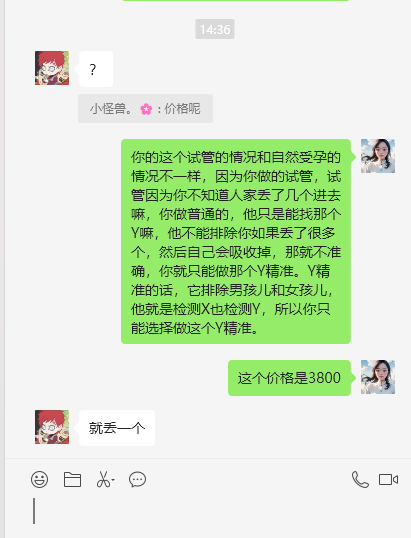 14:36
?
小怪兽。🌸：价格呢
你的这个试管的情况和自然受孕的
情况不一样，因为你做的试管，试
管因为你不知道人家丢了几个进去
嘛，你做普通的，他只是能找那个
Y嘛，他不能排除你如果丢了很多
个，然后自己会吸收掉，那就不准
确，你就只能做那个Y精准。Y精
准的话，它排除男孩儿和女孩儿，
他就是检测X也检测Y，所以你只
能选择做这个Y精准。
这个价格是3800
就丢一个